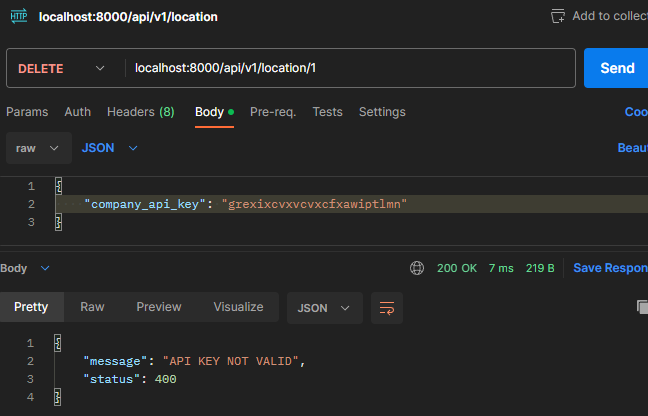 HTTP localhost:8000/api/v1/location Add to collec
DELETE localhost:8000/api/v1/location/1 Send
Params Auth Headers (8) Body Pre-req. Tests Settings Coo
raw JSON Beau
1 {
2 "company_api_key": "grexixcvxvcvxcfxawiptlmn"
3 }
Body 200 OK 7 ms 219 B Save Respon
Pretty Raw Preview Visualize JSON
1 {
2 "message": "API KEY NOT VALID",
3 "status": 400
4 }